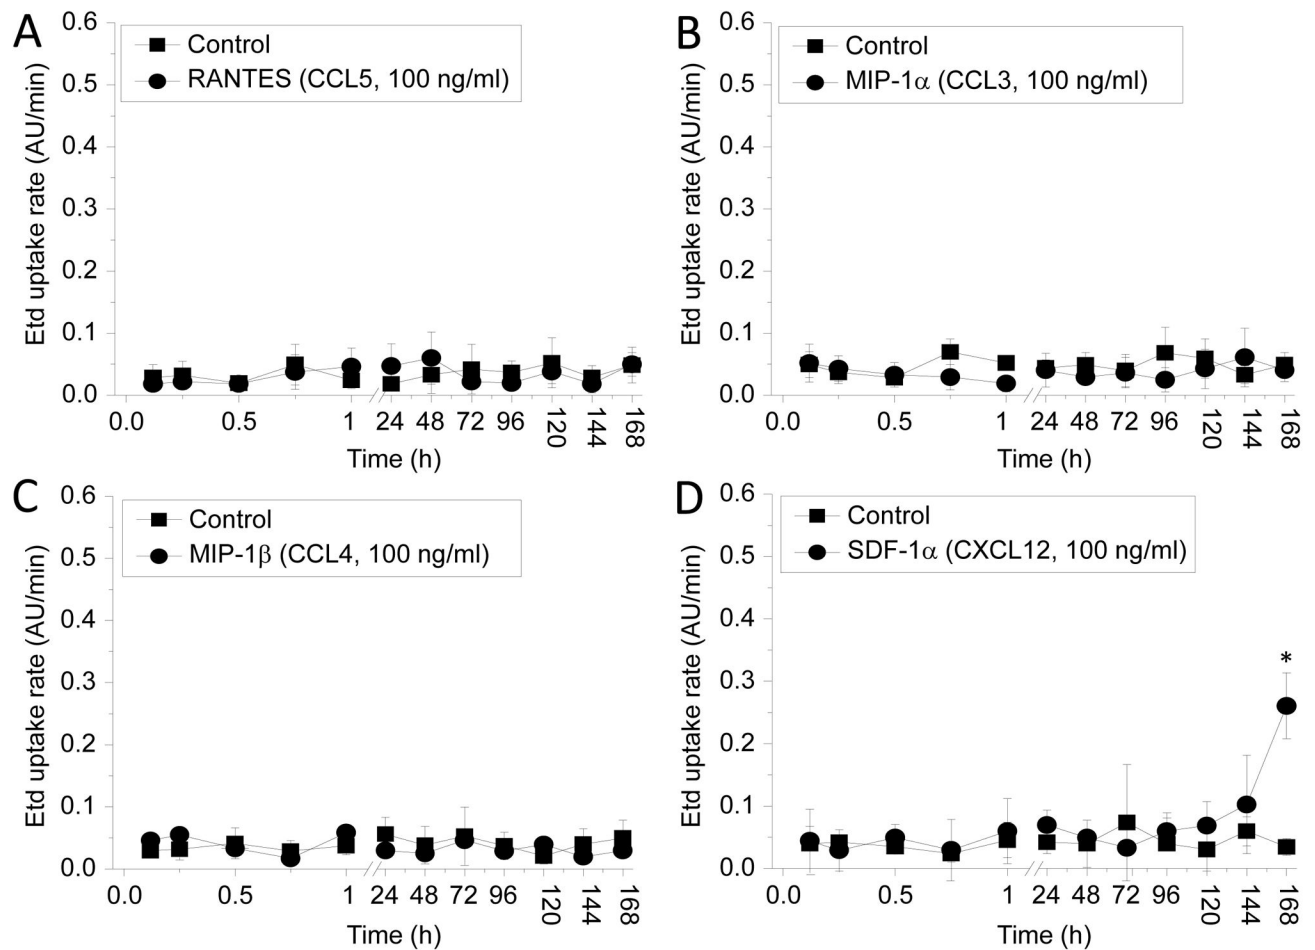 A
Control
RANTES (CCL5, 100 ng/ml)
Etd uptake rate (AU/min)
0.6
0.5
0.4
0.3
0.2
0.1
0.0
0.0 0.5 1 24 48 72 96 120 144 168
Time (h)
B
Control
MIP-1α (CCL3, 100 ng/ml)
Etd uptake rate (AU/min)
0.6
0.5
0.4
0.3
0.2
0.1
0.0
0.0 0.5 1 24 48 72 96 120 144 168
Time (h)
C
Control
MIP-1β (CCL4, 100 ng/ml)
Etd uptake rate (AU/min)
0.6
0.5
0.4
0.3
0.2
0.1
0.0
0.0 0.5 1 24 48 72 96 120 144 168
Time (h)
D
Control
SDF-1α (CXCL12, 100 ng/ml)
Etd uptake rate (AU/min)
0.6
0.5
0.4
0.3
0.2
0.1
0.0
*
0.0 0.5 1 24 48 72 96 120 144 168
Time (h)